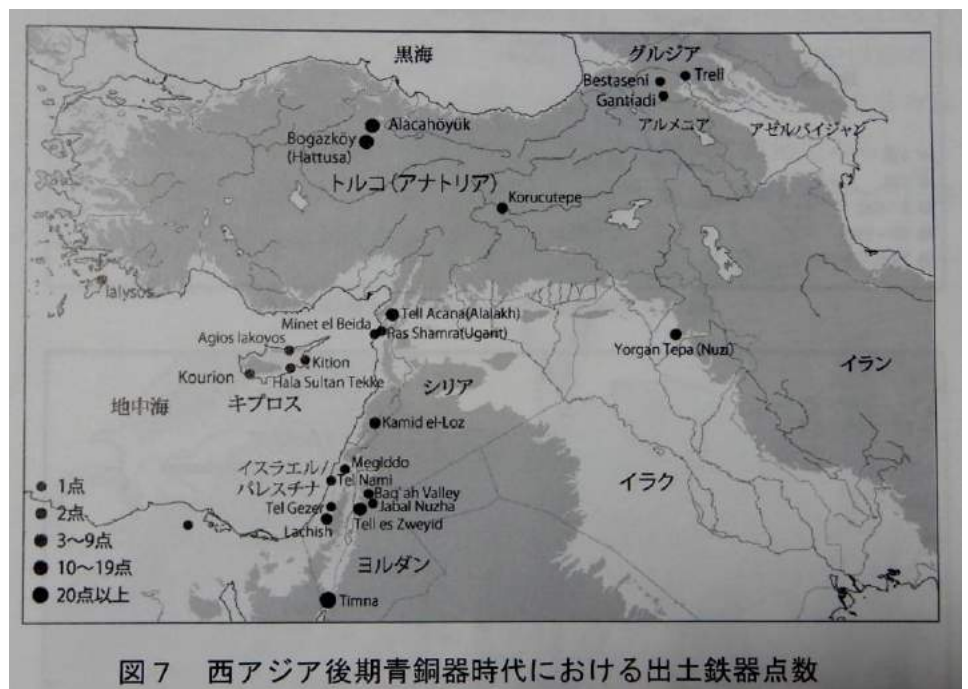 黒海
グルジア
Bestaseni
Treli
Gantiadi
アルメニア
アゼルバイジャン
Alacahöyük
Bogazköy
(Hattusa)
トルコ(アナトリア)
Korucutepe
Ialysos
Tell Acana(Alalakh)
Minet el Beida
Ras Shamra(Ugarit)
Agios Iakovos
Kition
Kourion
Hala Sultan Tekke
Yorgan Tepa (Nuzi)
イラン
地中海
キプロス
シリア
Kamid el-Loz
イラク
イスラエル/
パレスチナ
Megiddo
Tel Nami
Baq'ah Valley
Jabal Nuzha
Tel Gezer
Tell es Zweyid
Lachish
ヨルダン
Timna
1点
2点
3〜9点
10〜19点
20点以上
図7 西アジア後期青銅器時代における出土鉄器点数